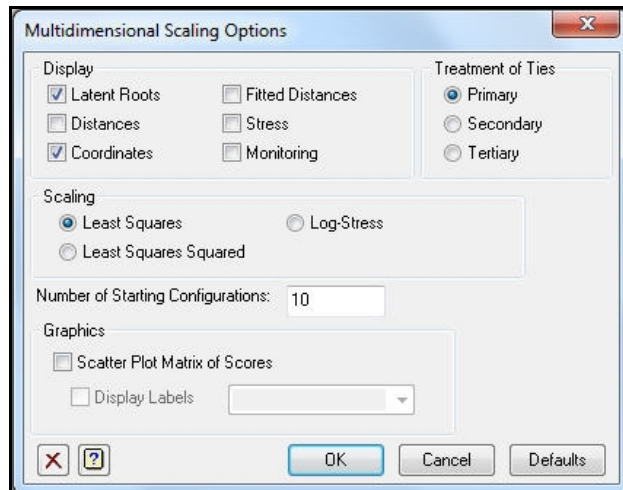 Multidimensional Scaling Options
Display
Latent Roots
Fitted Distances
Distances
Stress
Coordinates
Monitoring
Treatment of Ties
Primary
Secondary
Tertiary
Scaling
Least Squares
Log-Stress
Least Squares Squared
Number of Starting Configurations: 10
Graphics
Scatter Plot Matrix of Scores
Display Labels
OK Cancel Defaults